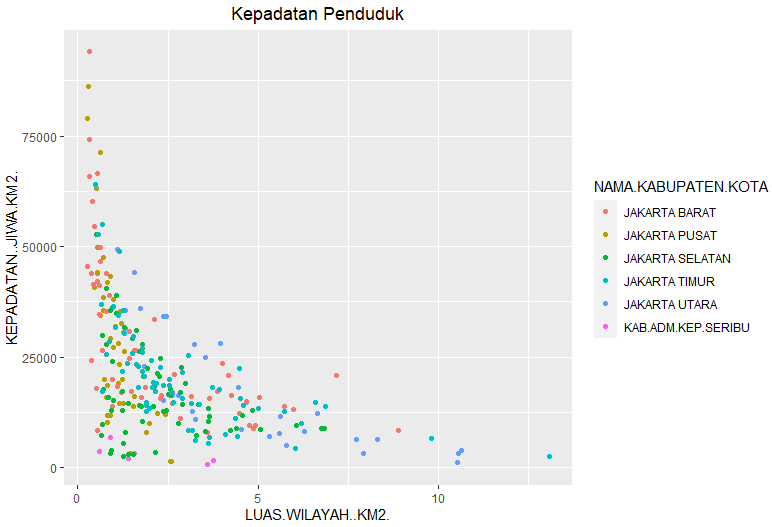 Kepadatan Penduduk
KEPADATAN..JIWA.KM2.
75000
50000
25000
0
0
5
10
LUAS.WILAYAH..KM2.
NAMA.KABUPATEN.KOTA
JAKARTA BARAT
JAKARTA PUSAT
JAKARTA SELATAN
JAKARTA TIMUR
JAKARTA UTARA
KAB.ADM.KEP.SERIBU